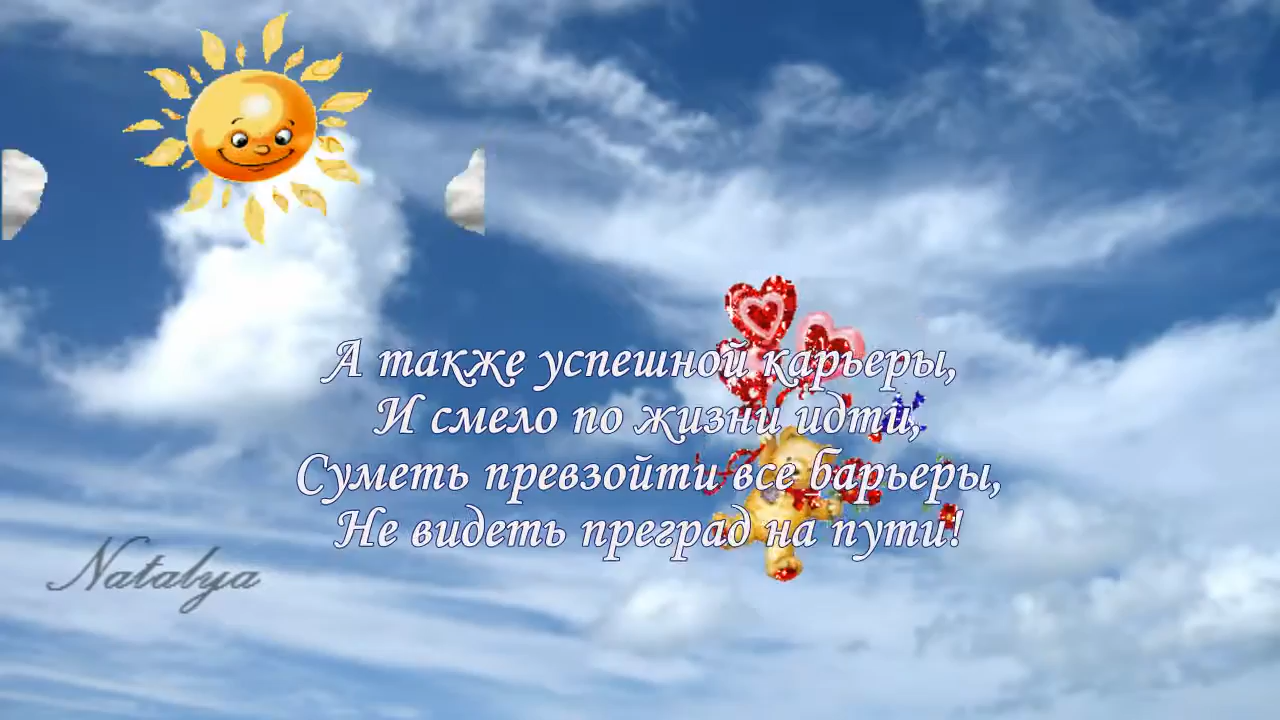 А также успешной карьеры,
И смело по жизни идти,
Суметь превзойти все барьеры,
Не видеть преград на пути!
Natalya